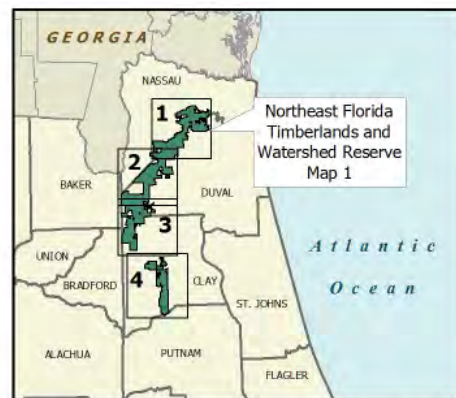 GEORGIA
NASSAU
1
Northeast Florida
Timberlands and
Watershed Reserve
Map 1
2
BAKER
DUVAL
3
UNION
BRADFORD
4
CLAY
ST. JOHNS
Atlantic
Ocean
ALACHUA
PUTNAM
FLAGLER